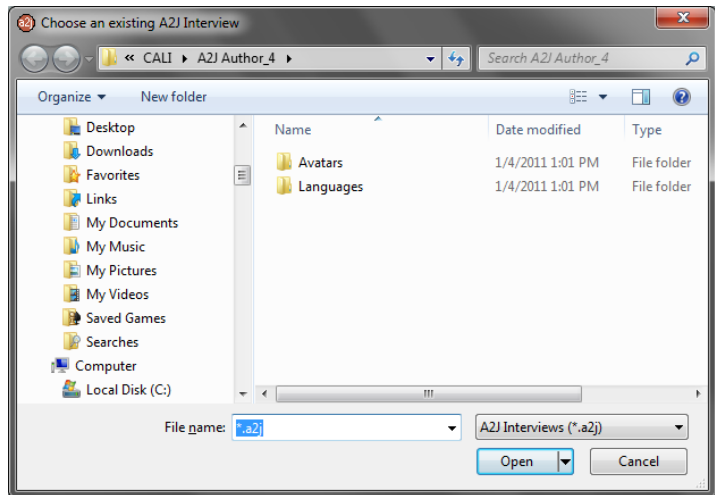 a2j Choose an existing A2J Interview
« CALI ▸ A2J Author_4 ▸ Search A2J Author_4
Organize ▼ New folder
Name Date modified Type
Desktop
Downloads
Favorites
Links
My Documents
My Music
My Pictures
My Videos
Saved Games
Searches
Computer
Local Disk (C:)
Avatars 1/4/2011 1:01 PM File folder
Languages 1/4/2011 1:01 PM File folder
File name: *.a2j A2J Interviews (*.a2j)
Open Cancel